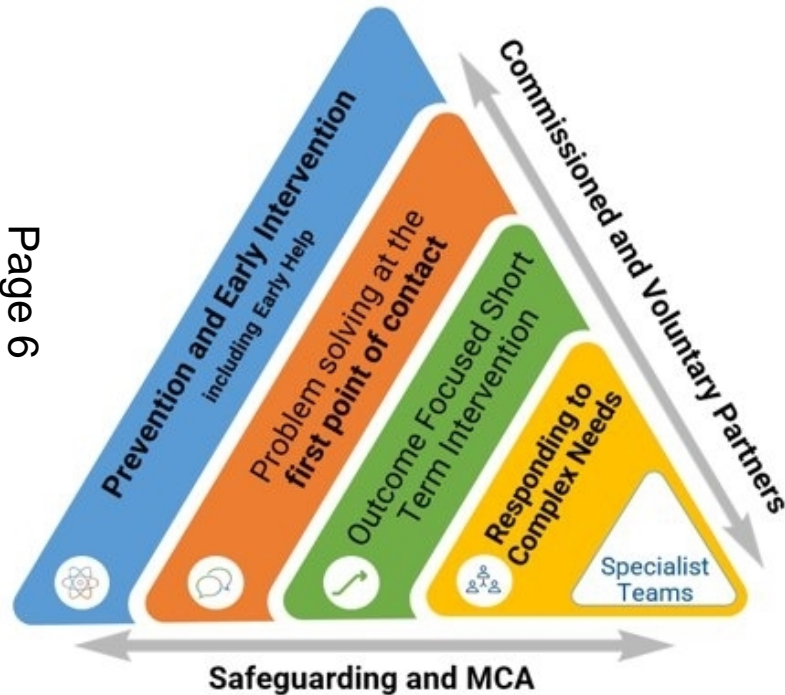 Page 6
Prevention and Early Intervention
including Early Help
Problem solving at the
first point of contact
Outcome Focused Short
Term Intervention
Responding to
Complex Needs
Specialist
Teams
Commissioned and Voluntary Partners
Safeguarding and MCA